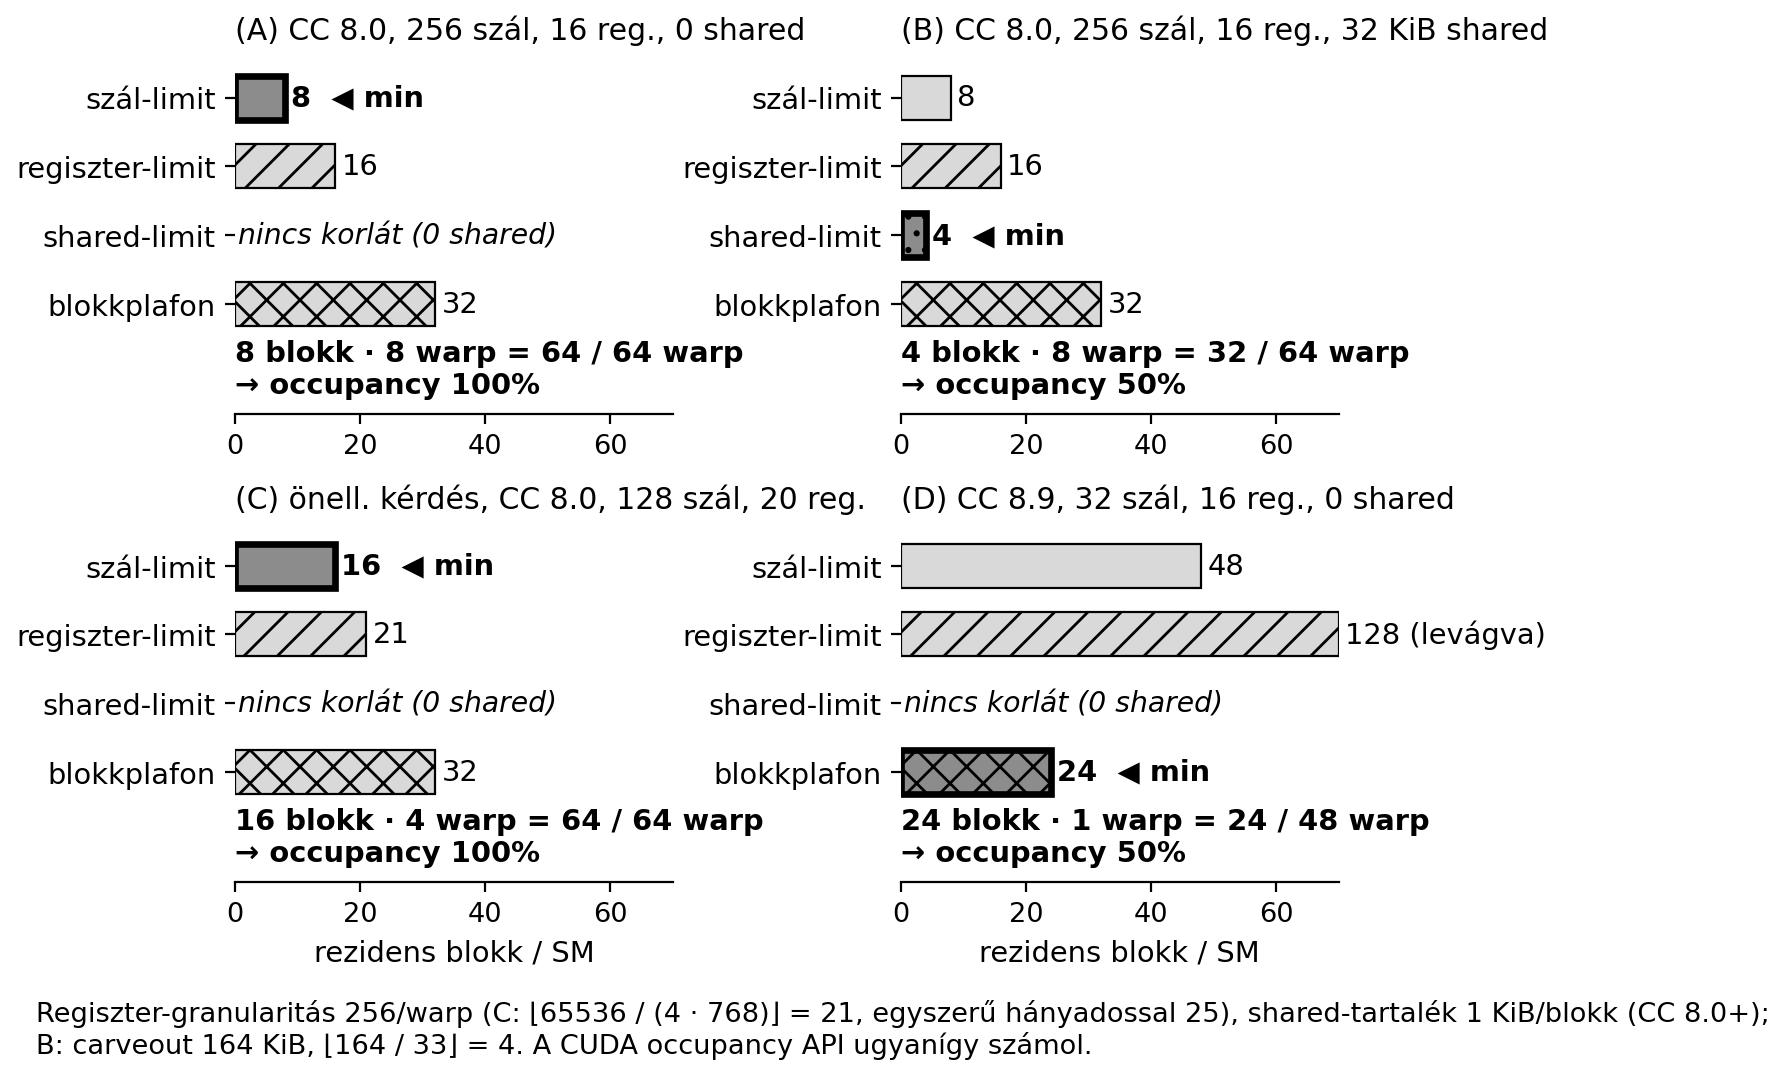 (A) CC 8.0, 256 szál, 16 reg., 0 shared
szál-limit
8 ◀ min
regiszter-limit
16
shared-limit
nincs korlát (0 shared)
blokkplafon
32
8 blokk · 8 warp = 64 / 64 warp
→ occupancy 100%
0 20 40 60
(B) CC 8.0, 256 szál, 16 reg., 32 KiB shared
szál-limit
8
regiszter-limit
16
shared-limit
4 ◀ min
blokkplafon
32
4 blokk · 8 warp = 32 / 64 warp
→ occupancy 50%
0 20 40 60
(C) önell. kérdés, CC 8.0, 128 szál, 20 reg.
szál-limit
16 ◀ min
regiszter-limit
21
shared-limit
nincs korlát (0 shared)
blokkplafon
32
16 blokk · 4 warp = 64 / 64 warp
→ occupancy 100%
0 20 40 60
rezidens blokk / SM
(D) CC 8.9, 32 szál, 16 reg., 0 shared
szál-limit
48
regiszter-limit
128 (levágva)
shared-limit
nincs korlát (0 shared)
blokkplafon
24 ◀ min
24 blokk · 1 warp = 24 / 48 warp
→ occupancy 50%
0 20 40 60
rezidens blokk / SM
Regiszter-granularitás 256/warp (C: ⌊65536 / (4 · 768)⌋ = 21, egyszerű hányadossal 25), shared-tartalék 1 KiB/blokk (CC 8.0+);
B: carveout 164 KiB, ⌊164 / 33⌋ = 4. A CUDA occupancy API ugyanígy számol.